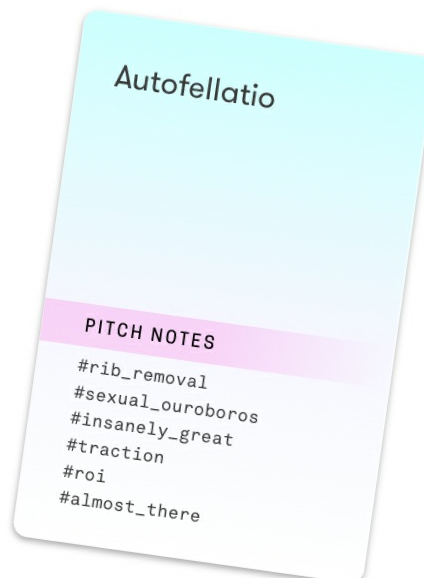 Autofellatio
PITCH NOTES
#rib_removal
#sexual_ouroboros
#insanely_great
#traction
#roi
#almost_there